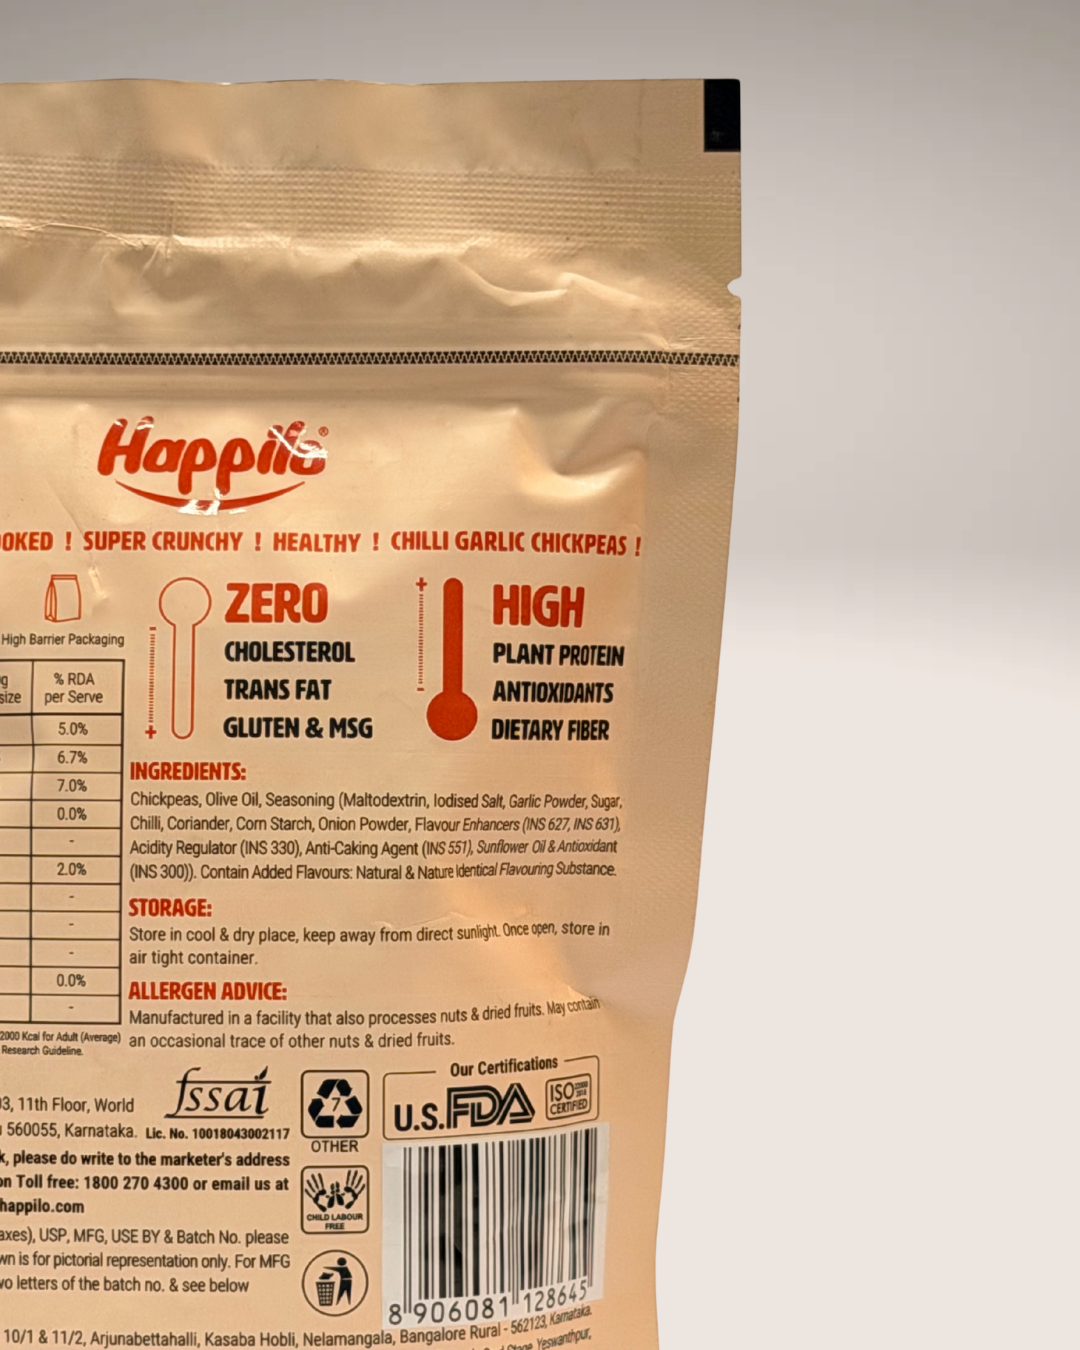 Happilo®
OOKED ! SUPER CRUNCHY ! HEALTHY ! CHILLI GARLIC CHICKPEAS !
High Barrier Packaging
ZERO
CHOLESTEROL
TRANS FAT
GLUTEN & MSG
HIGH
PLANT PROTEIN
ANTIOXIDANTS
DIETARY FIBER
g
size
% RDA
per Serve
5.0%
6.7%
7.0%
0.0%
-
2.0%
-
-
-
0.0%
-
2000 Kcal for Adult (Average)
Research Guideline.
INGREDIENTS:
Chickpeas, Olive Oil, Seasoning (Maltodextrin, Iodised Salt, Garlic Powder, Sugar,
Chilli, Coriander, Corn Starch, Onion Powder, Flavour Enhancers (INS 627, INS 631),
Acidity Regulator (INS 330), Anti-Caking Agent (INS 551), Sunflower Oil & Antioxidant
(INS 300)). Contain Added Flavours: Natural & Nature Identical Flavouring Substance.
STORAGE:
Store in cool & dry place, keep away from direct sunlight. Once open, store in
air tight container.
ALLERGEN ADVICE:
Manufactured in a facility that also processes nuts & dried fruits. May contain
an occasional trace of other nuts & dried fruits.
03, 11th Floor, World
560055, Karnataka.
fssai
Lic. No. 10018043002117
7
OTHER
Our Certifications
U.S.FDA
ISO
CERTIFIED
k, please do write to the marketer's address
on Toll free: 1800 270 4300 or email us at
happilo.com
CHILD LABOUR
FREE
axes), USP, MFG, USE BY & Batch No. please
wn is for pictorial representation only. For MFG
wo letters of the batch no. & see below
8 906081 128645
10/1 & 11/2, Arjunabettahalli, Kasaba Hobli, Nelamangala, Bangalore Rural - 562123, Karnataka.
Stage, Yeswanthpur,